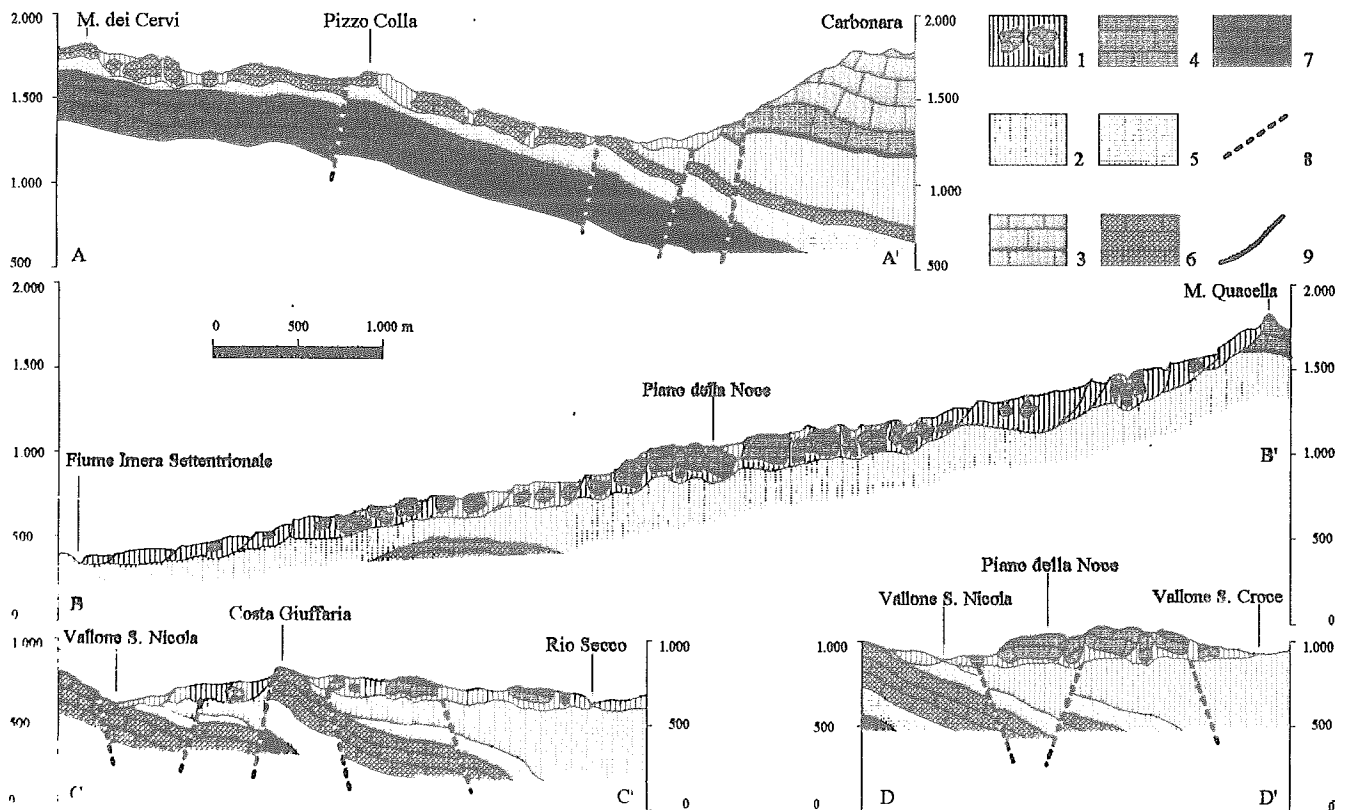 2.000
M. dei Cervi
Pizzo Colla
Carbonara
2.000
1.500
1.500
1.000
1.000
500
A
A'
500
1
4
7
2
5
8
3
6
9
2.000
M. Quacella
2.000
0 500 1.000 m
1.500
1.500
Piano della Noce
1.000
Fiume Imera Settentrionale
B'
1.000
500
500
B
0
0
Costa Giuffaria
Vallone S. Nicola
Rio Secco
1.000
1.000
500
500
0
C
C'
0
Piano della Noce
Vallone S. Nicola
Vallone S. Croce
1.000
1.000
500
500
0
D
D'
0